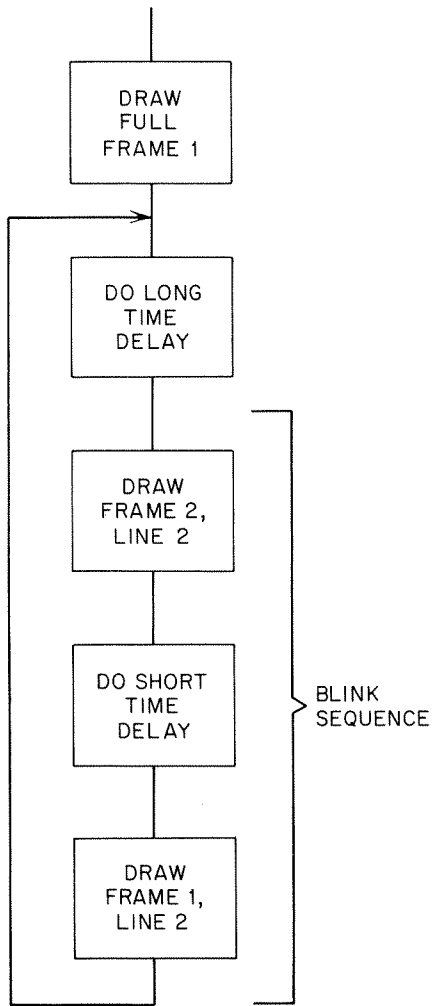 DRAW
FULL
FRAME 1
DO LONG
TIME
DELAY
DRAW
FRAME 2,
LINE 2
DO SHORT
TIME
DELAY
BLINK
SEQUENCE
DRAW
FRAME 1,
LINE 2